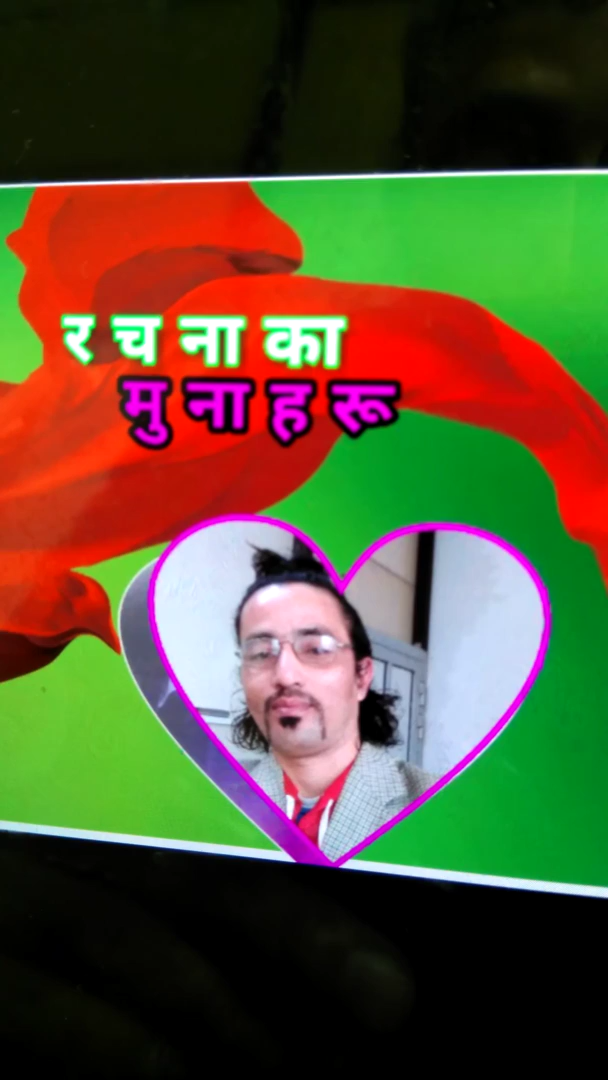 र च ना का
मु ना ह रू